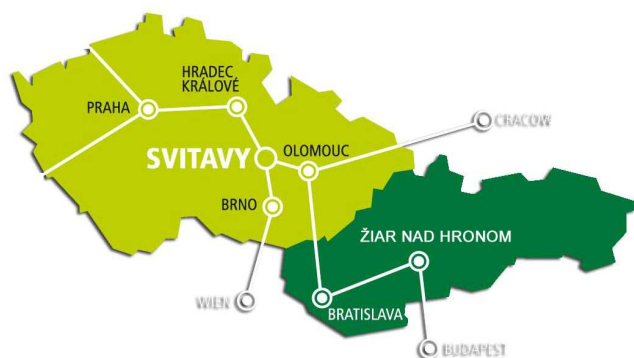 HRADEC
KRÁLOVÉ
PRAHA
CRACOW
SVITAVY
OLOMOUC
BRNO
ŽIAR NAD HRONOM
WIEN
BRATISLAVA
BUDAPEST